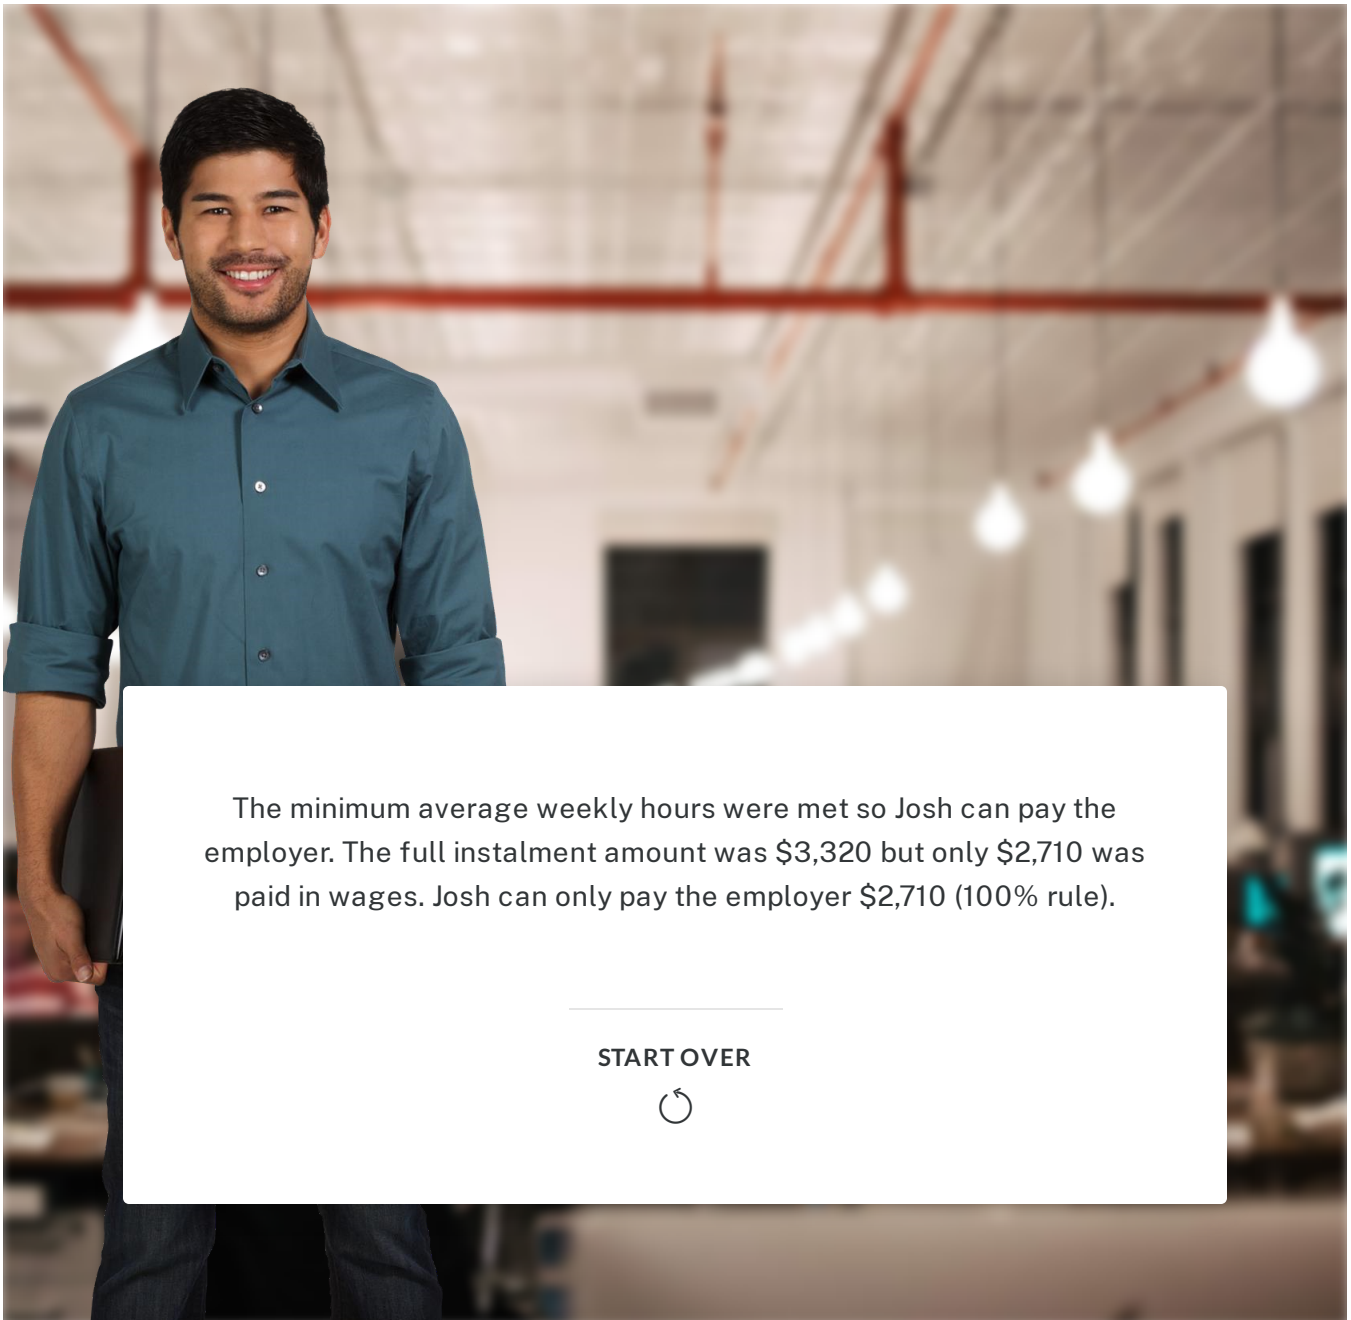 The minimum average weekly hours were met so Josh can pay the
employer. The full instalment amount was $3,320 but only $2,710 was
paid in wages. Josh can only pay the employer $2,710 (100% rule).
START OVER